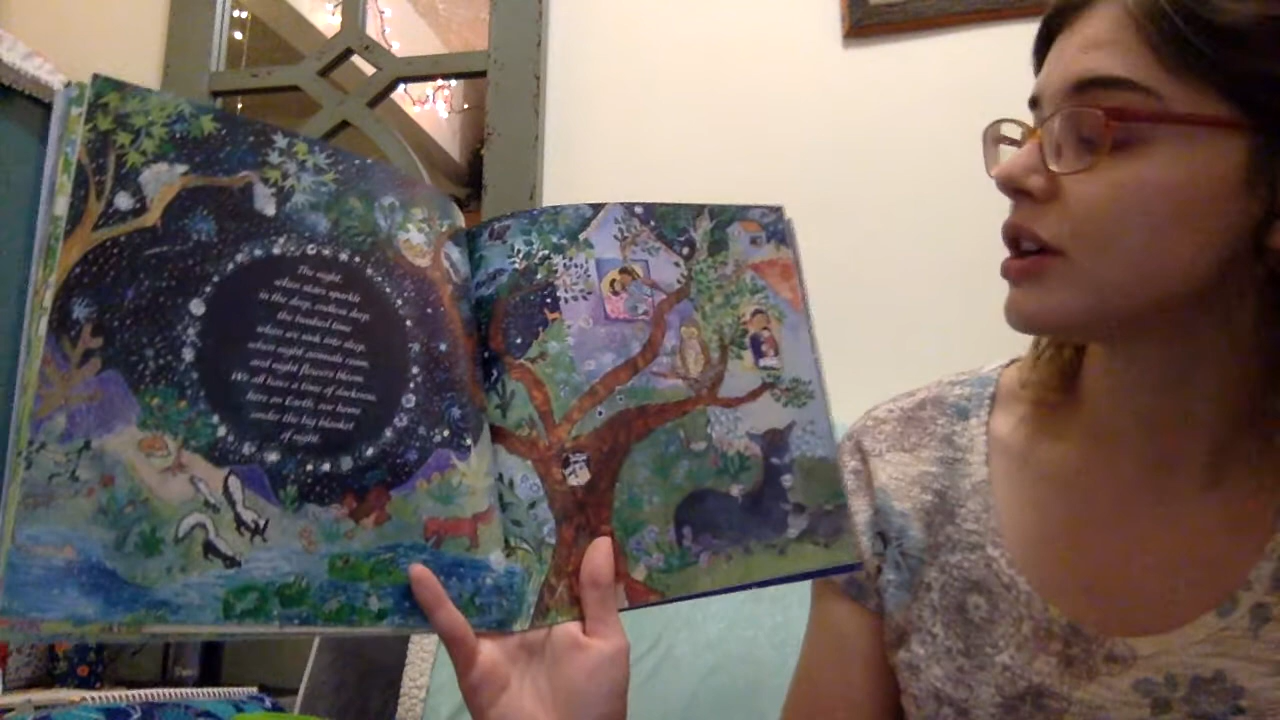 The night,
when stars sparkle
in the deep, endless deep,
the hushed time
when we sink into sleep,
when night animals roam,
and night flowers bloom.
We all have a time of darkness,
here on Earth, our home
under the big blanket
of night.